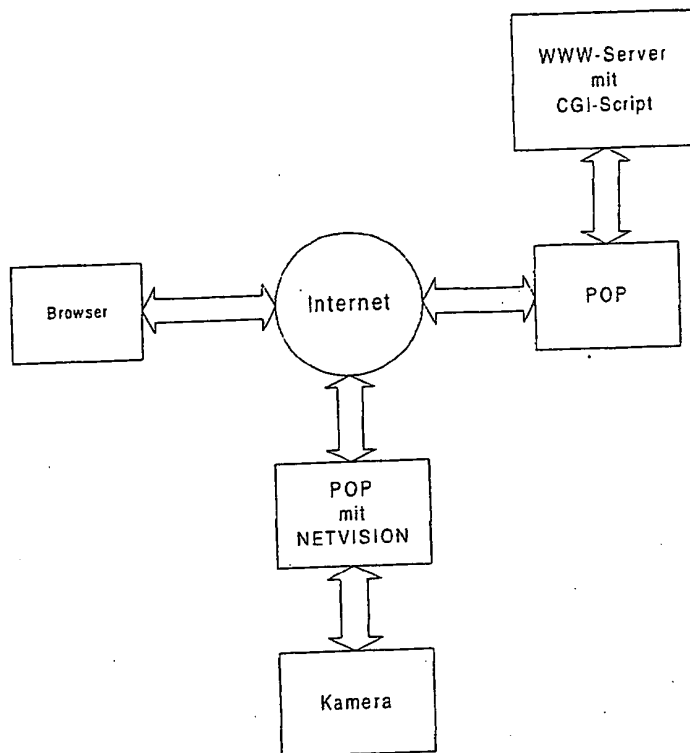 WWW-Server
mit
CGI-Script
Browser
Internet
POP
POP
mit
NETVISION
Kamera